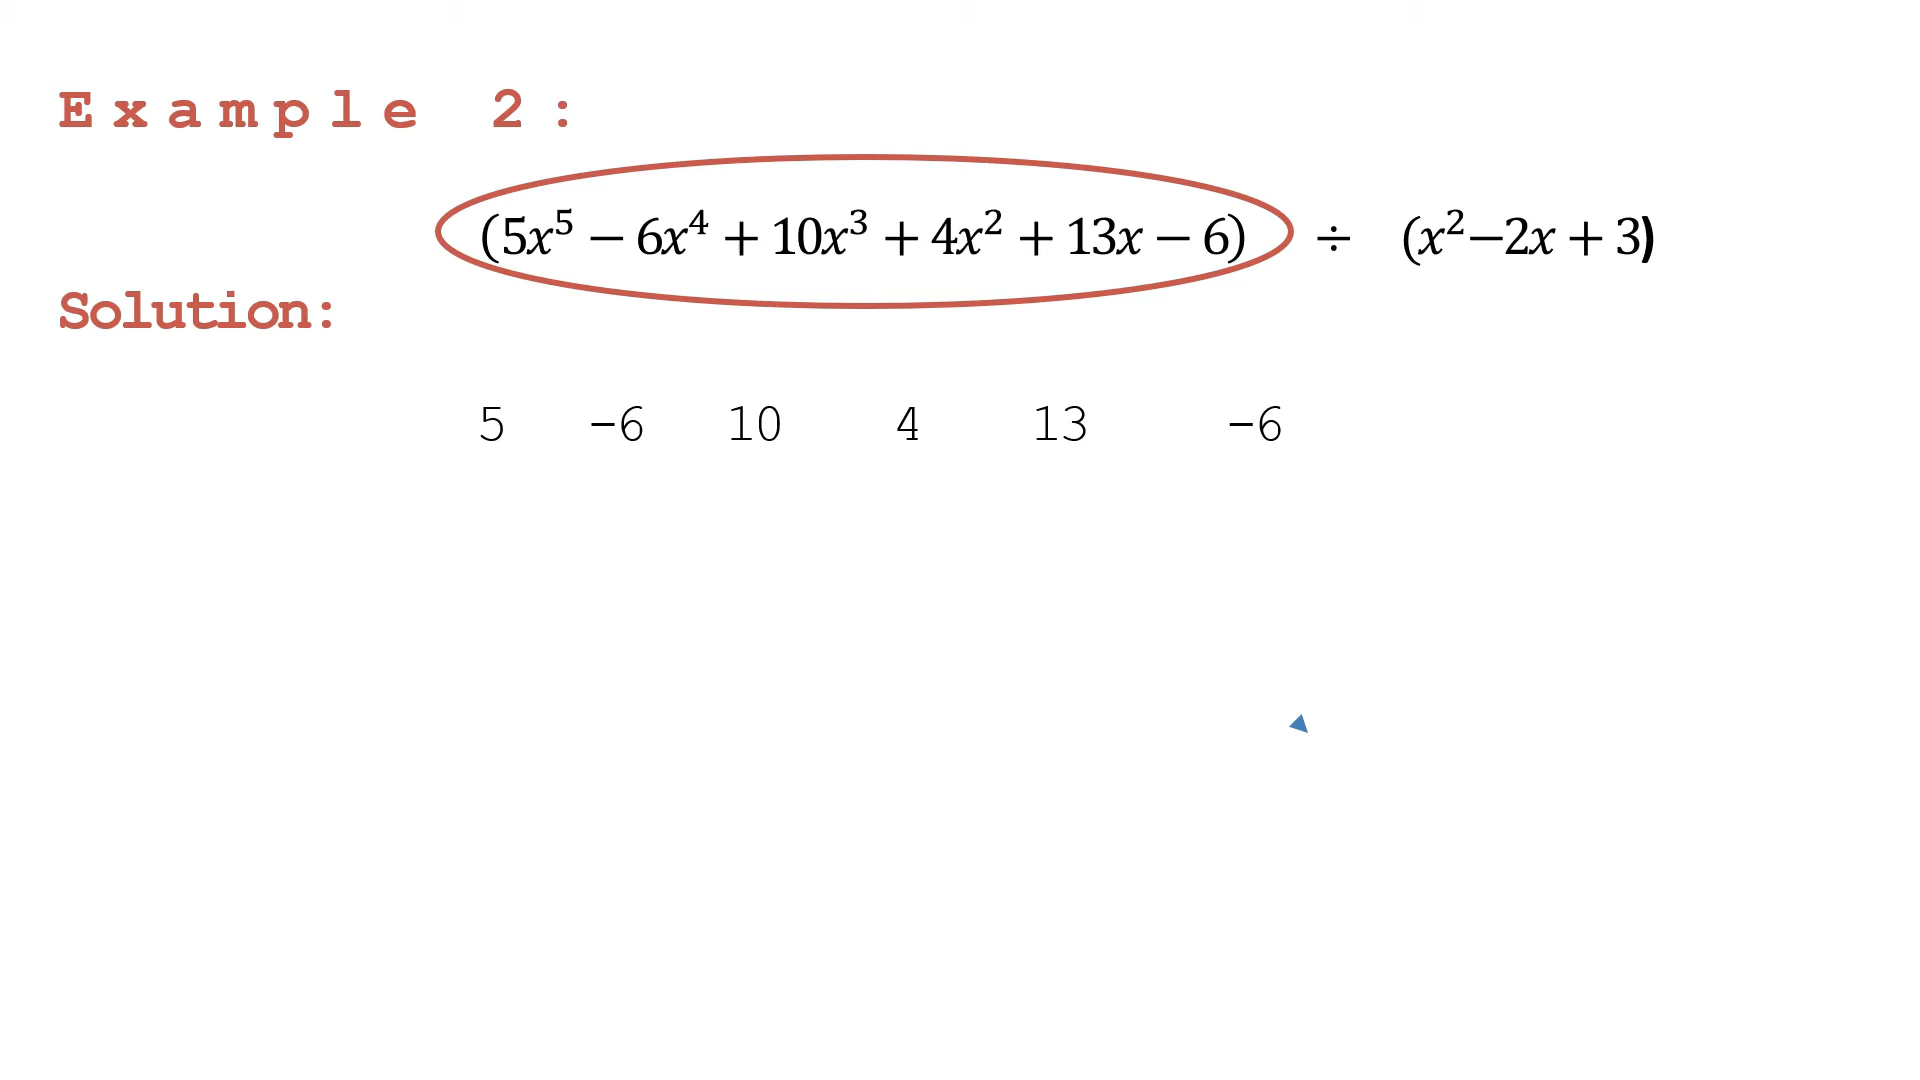 Example 2:
(5x⁵ − 6x⁴ + 10x³ + 4x² + 13x − 6) ÷ (x²−2x + 3)
Solution:
5 −6 10 4 13 −6